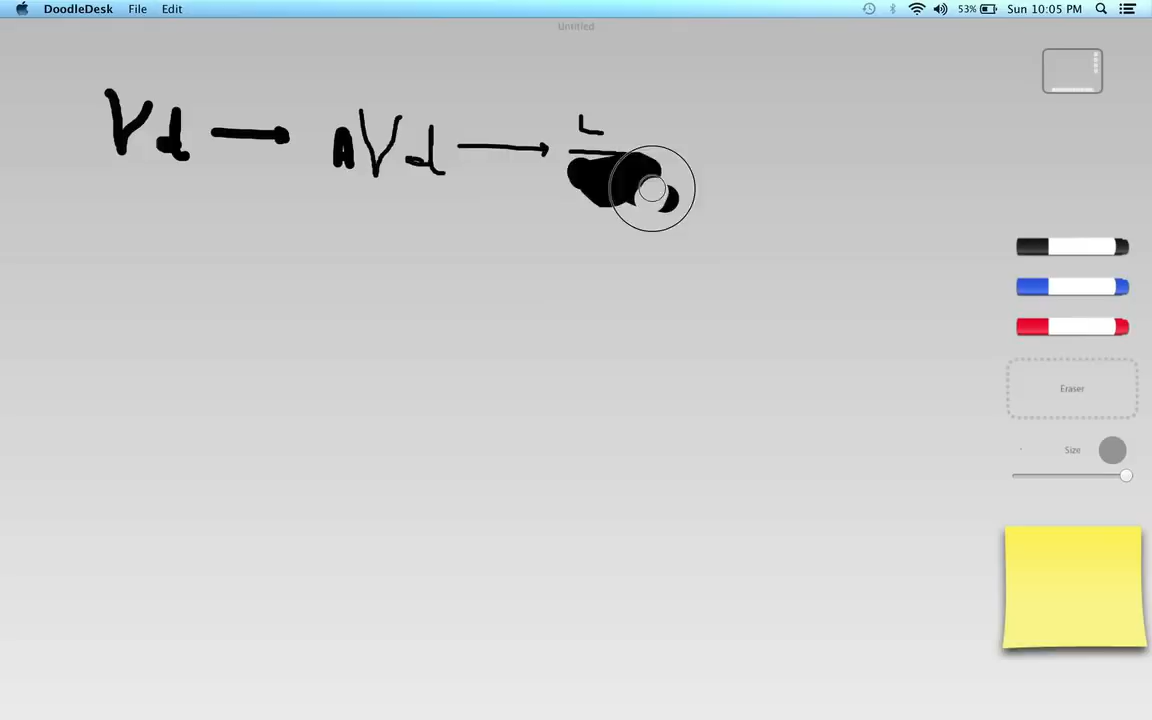 DoodleDesk File Edit 53% Sun 10:05 PM
Untitled
Vd → AVd → L
Eraser
Size